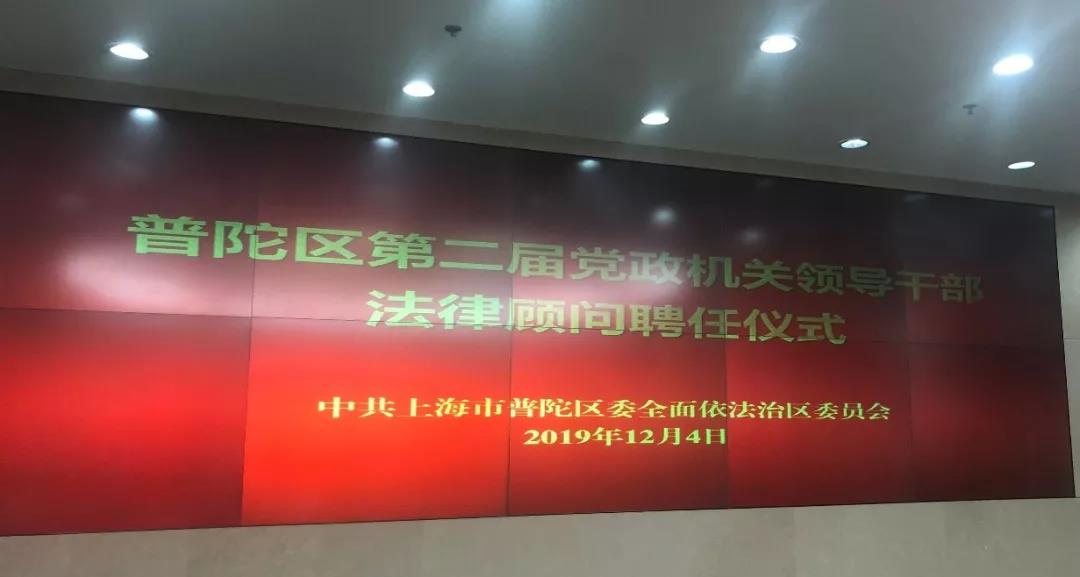 普陀区第二届党政机关领导干部
法律顾问聘任仪式
中共上海市普陀区委全面依法治区委员会
2019年12月4日